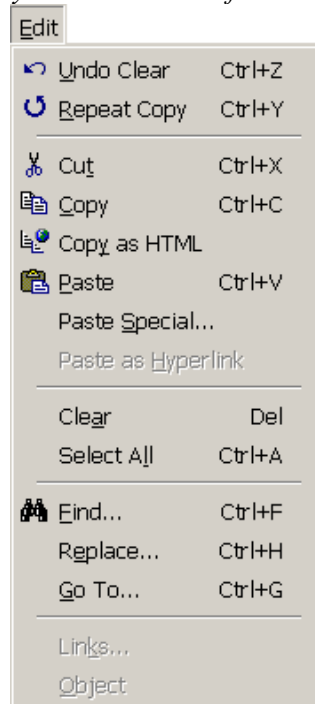 Edit
Undo Clear Ctrl+Z
Repeat Copy Ctrl+Y
Cut Ctrl+X
Copy Ctrl+C
Copy as HTML
Paste Ctrl+V
Paste Special...
Paste as Hyperlink
Clear Del
Select All Ctrl+A
Find... Ctrl+F
Replace... Ctrl+H
Go To... Ctrl+G
Links...
Object